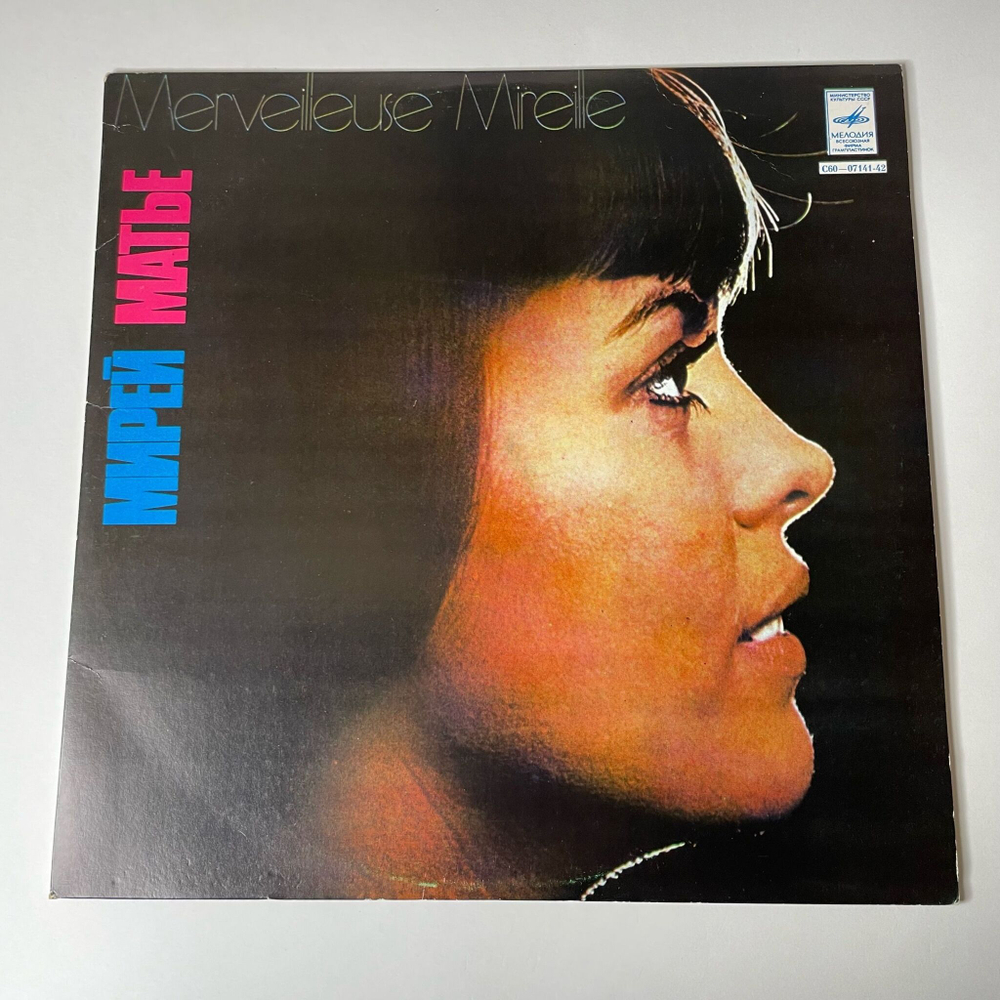 Merveilleuse Mireille
МИРЕЙ МАТЬЕ
МИНИСТЕРСТВО
КУЛЬТУРЫ СССР
МЕЛОДИЯ
ВСЕСОЮЗНАЯ
ФИРМА
ГРАМПЛАСТИНОК
С60—07141-42